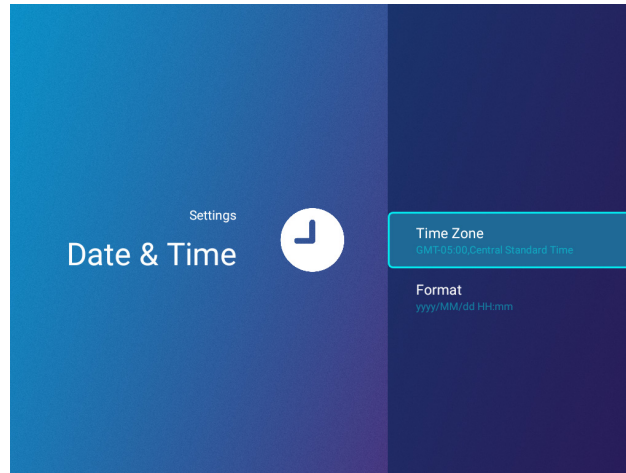 Settings
Date & Time
Time Zone
GMT-05:00,Central Standard Time
Format
yyyy/MM/dd HH:mm